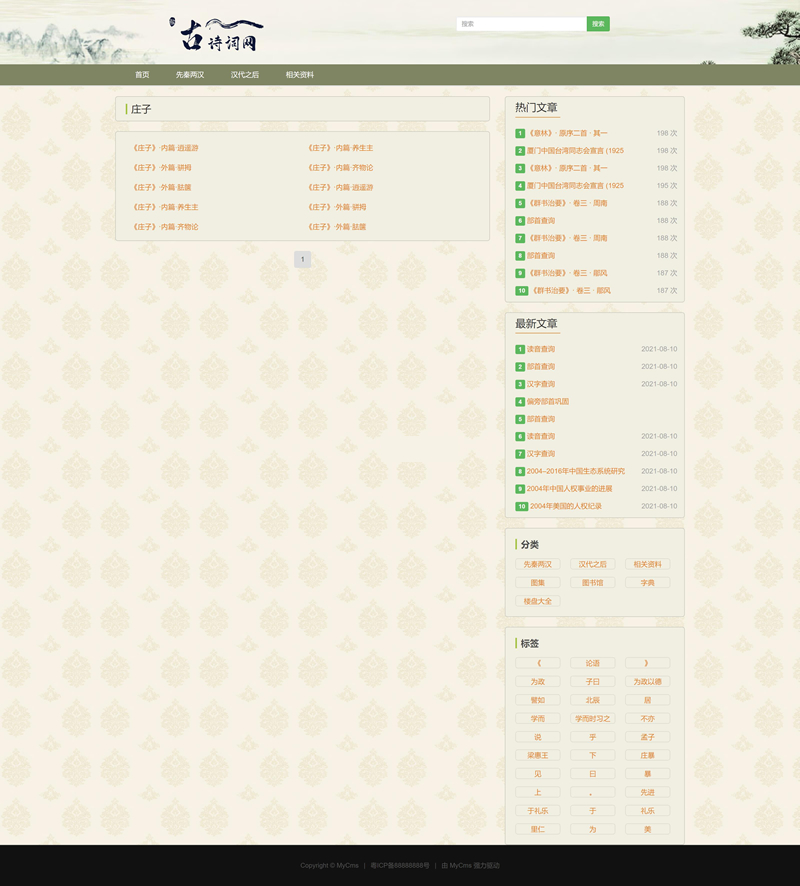 古诗词网
搜索 搜索
首页 先秦两汉 汉代之后 相关资料
庄子
《庄子》·内篇·逍遥游 《庄子》·内篇·养生主
《庄子》·外篇·骈拇 《庄子》·内篇·齐物论
《庄子》·外篇·胠箧 《庄子》·内篇·逍遥游
《庄子》·内篇·养生主 《庄子》·外篇·骈拇
《庄子》·内篇·齐物论 《庄子》·外篇·胠箧
1
热门文章
1 《意林》· 原序二首 · 其一 198 次
2 厦门中国台湾同志会宣言 (1925 198 次
3 《意林》· 原序二首 · 其一 196 次
4 厦门中国台湾同志会宣言 (1925 195 次
5 《群书治要》· 卷三 · 周南 188 次
6 部首查询 188 次
7 《群书治要》· 卷三 · 周南 188 次
8 部首查询 188 次
9 《群书治要》· 卷三 · 鄘风 187 次
10 《群书治要》· 卷三 · 鄘风 187 次
最新文章
1 读音查询 2021-08-10
2 部首查询 2021-08-10
3 汉字查询 2021-08-10
4 偏旁部首巩固
5 部首查询
6 读音查询 2021-08-10
7 汉字查询 2021-08-10
8 2004–2016年中国生态系统研究 2021-08-10
9 2004年中国人权事业的进展 2021-08-10
10 2004年美国的人权纪录 2021-08-10
分类
先秦两汉 汉代之后 相关资料
图集 图书馆 字典
楼盘大全
标签
《 论语 》
为政 子曰 为政以德
譬如 北辰 居
学而 学而时习之 不亦
说 乎 孟子
梁惠王 下 庄暴
见 曰 暴
上 。 先进
于礼乐 于 礼乐
里仁 为 美
Copyright © MyCms | 粤ICP备88888888号 | 由 MyCms 强力驱动